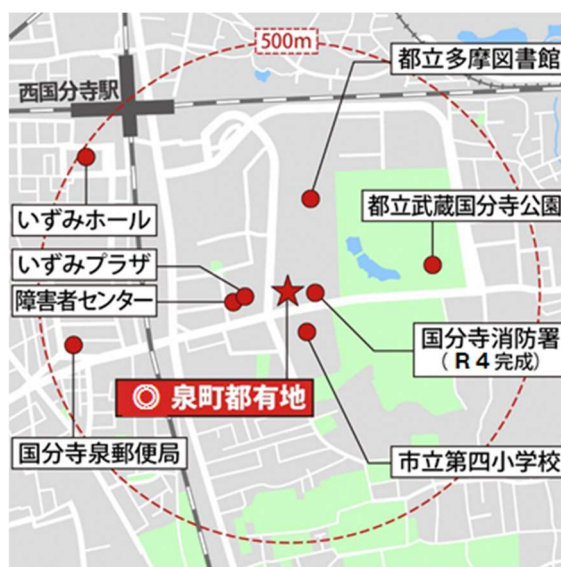 500m
都立多摩図書館
西国分寺駅
いずみホール
都立武蔵国分寺公園
いずみプラザ
障害者センター
国分寺消防署
(R4完成)
泉町都有地
国分寺泉郵便局
市立第四小学校